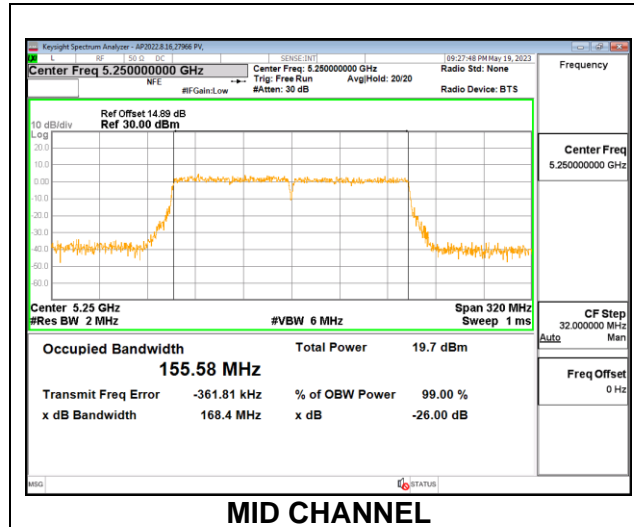 Keysight Spectrum Analyzer - AP2022.8.16,27966 PV,
L RF 50 Ω DC SENSE:INT 09:27:48 PM May 19, 2023
Center Freq 5.250000000 GHz Center Freq: 5.250000000 GHz Radio Std: None Frequency
NFE Trig: Free Run Avg|Hold: 20/20
#IFGain:Low #Atten: 30 dB Radio Device: BTS
Ref Offset 14.89 dB
10 dB/div Ref 30.00 dBm
Log
20.0
10.0
0.00
-10.0
-20.0
-30.0
-40.0
-50.0
-60.0
Center Freq
5.250000000 GHz
Center 5.25 GHz Span 320 MHz
#Res BW 2 MHz #VBW 6 MHz Sweep 1 ms
CF Step
32.000000 MHz
Auto Man
Occupied Bandwidth Total Power 19.7 dBm
155.58 MHz
Freq Offset
0 Hz
Transmit Freq Error -361.81 kHz % of OBW Power 99.00 %
x dB Bandwidth 168.4 MHz x dB -26.00 dB
MSG STATUS
MID CHANNEL